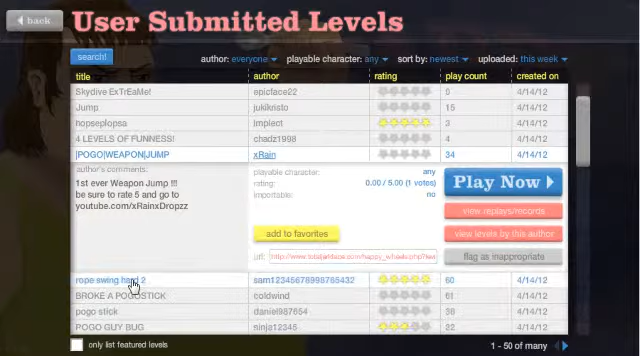 back
User Submitted Levels
search!
author: everyone playable character: any sort by: newest uploaded: this week
title author rating play count created on
Skydive ExTrEaMe! epicface22 0 4/14/12
Jump jukikristo 15 4/14/12
hopseplopsa Implect 3 4/14/12
4 LEVELS OF FUNNESS! chadz1998 4 4/14/12
|POGO|WEAPON|JUMP xRain 34 4/14/12
author's comments:
1st ever Weapon Jump !!!
be sure to rate 5 and go to
youtube.com/xRainxDropzz
playable character: any
rating: 0.00 / 5.00 (1 votes)
importable: no
add to favorites
url:
Play Now
view replays/records
view levels by this author
flag as inappropriate
rope swing hard 2 sam12345678998765432 60 4/14/12
BROKE A POGOSTICK coldwind 61 4/14/12
pogo stick daniel987654 4/14/12
POGO GUY BUG sinja12345 22 4/14/12
only list featured levels
1 - 50 of many